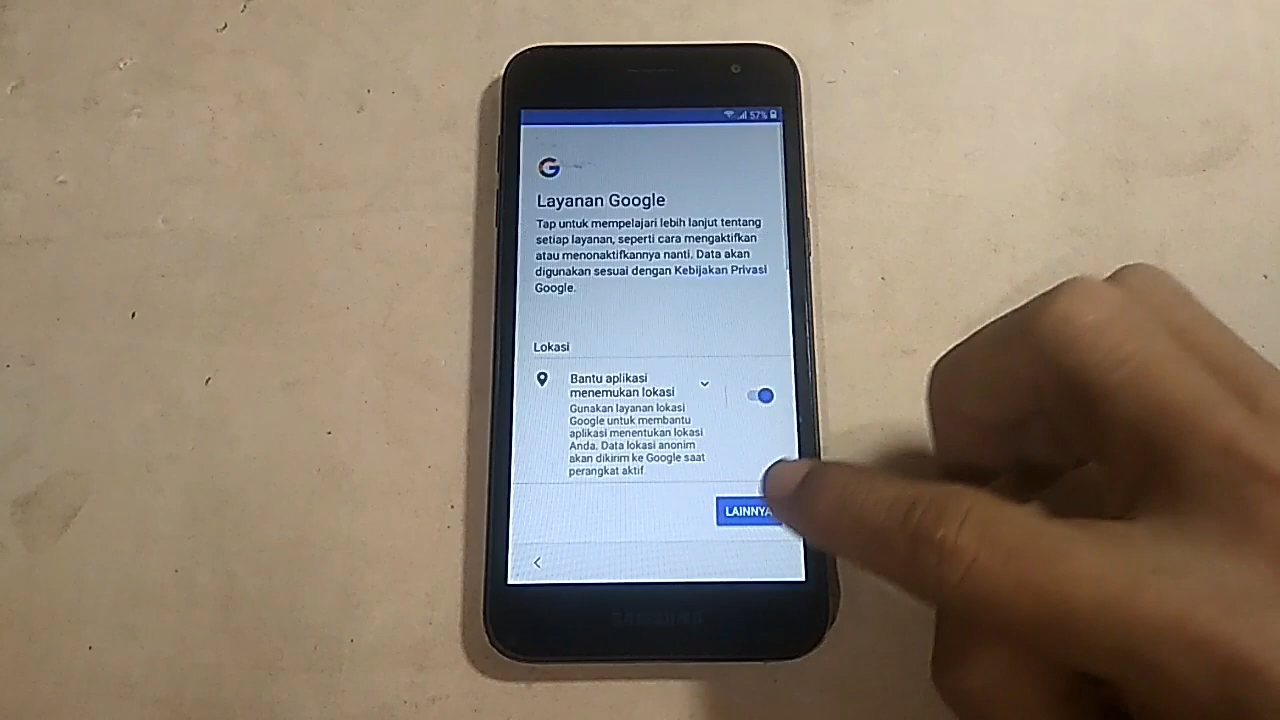 57%
G
Layanan Google
Tap untuk mempelajari lebih lanjut tentang
setiap layanan, seperti cara mengaktifkan
atau menonaktifkannya nanti. Data akan
digunakan sesuai dengan Kebijakan Privasi
Google.
Lokasi
Bantu aplikasi
menemukan lokasi
Gunakan layanan lokasi
Google untuk membantu
aplikasi menentukan lokasi
Anda. Data lokasi anonim
akan dikirim ke Google saat
perangkat aktif.
LAINNYA
SAMSUNG